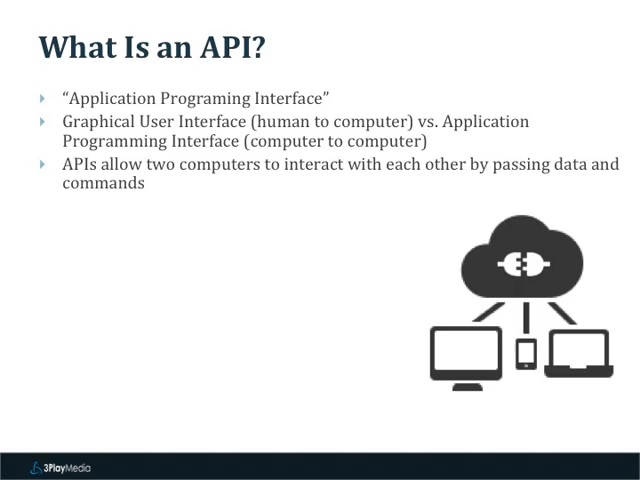 What Is an API?
“Application Programing Interface”
Graphical User Interface (human to computer) vs. Application
Programming Interface (computer to computer)
APIs allow two computers to interact with each other by passing data and
commands
3PlayMedia